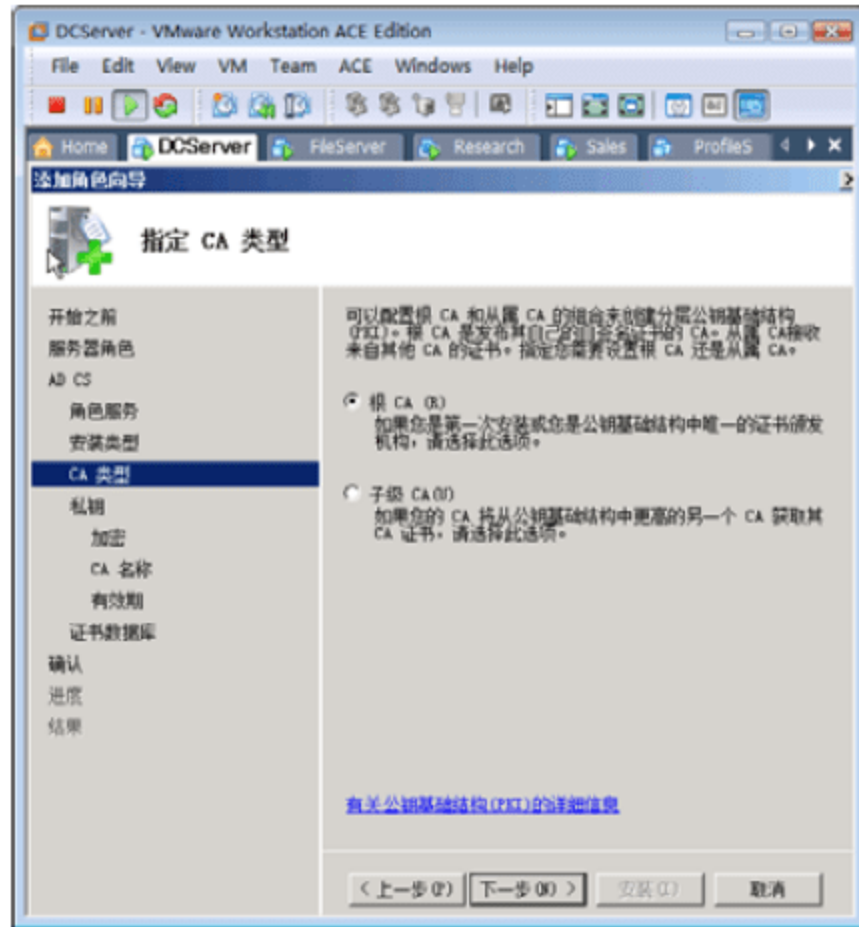 DCServer - VMware Workstation ACE Edition
File Edit View VM Team ACE Windows Help
Home DCServer FileServer Research Sales ProfileS
添加角色向导
指定 CA 类型
开始之前
服务器角色
AD CS
角色服务
安装类型
CA 类型
私钥
加密
CA 名称
有效期
证书数据库
确认
进度
结果
可以配置根 CA 和从属 CA 的组合来创建分层公钥基础结构
(PKI)。根 CA 是发布其自己的自签名证书的 CA。从属 CA接收
来自其他 CA 的证书。指定您需要设置根 CA 还是从属 CA。
根 CA (R)
如果您是第一次安装或您是公钥基础结构中唯一的证书颁发
机构，请选择此选项。
子级 CA(U)
如果您的 CA 将从公钥基础结构中更高的另一个 CA 获取其
CA 证书，请选择此选项。
有关公钥基础结构(PKI)的详细信息
< 上一步(P) 下一步(N) > 安装(I) 取消